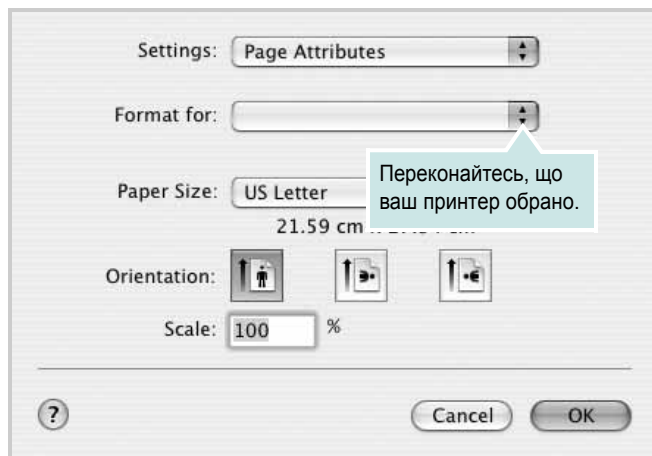 Settings: Page Attributes
Format for:
Переконайтесь, що
ваш принтер обрано.
Paper Size: US Letter
21.59 cm
Orientation:
Scale: 100 %
? Cancel OK